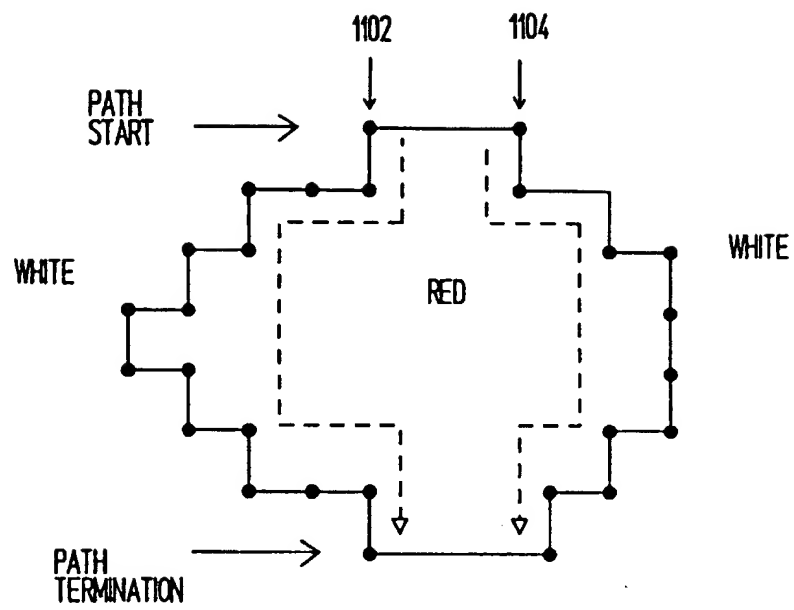 1102
1104
PATH
START
WHITE
WHITE
RED
PATH
TERMINATION